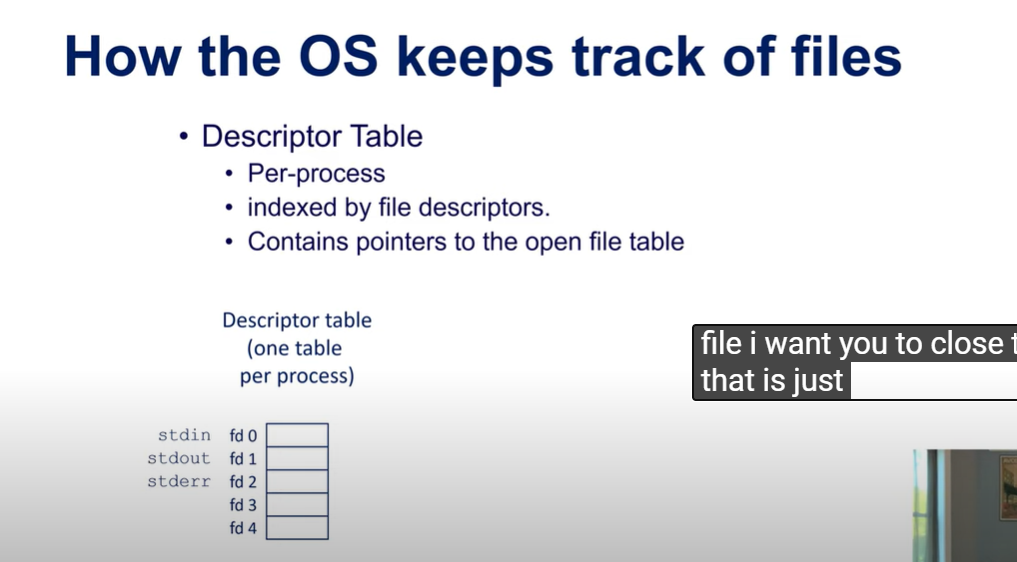 How the OS keeps track of files
• Descriptor Table
• Per-process
• indexed by file descriptors.
• Contains pointers to the open file table
Descriptor table
(one table
per process)
file i want you to close
that is just
stdin fd 0
stdout fd 1
stderr fd 2
fd 3
fd 4